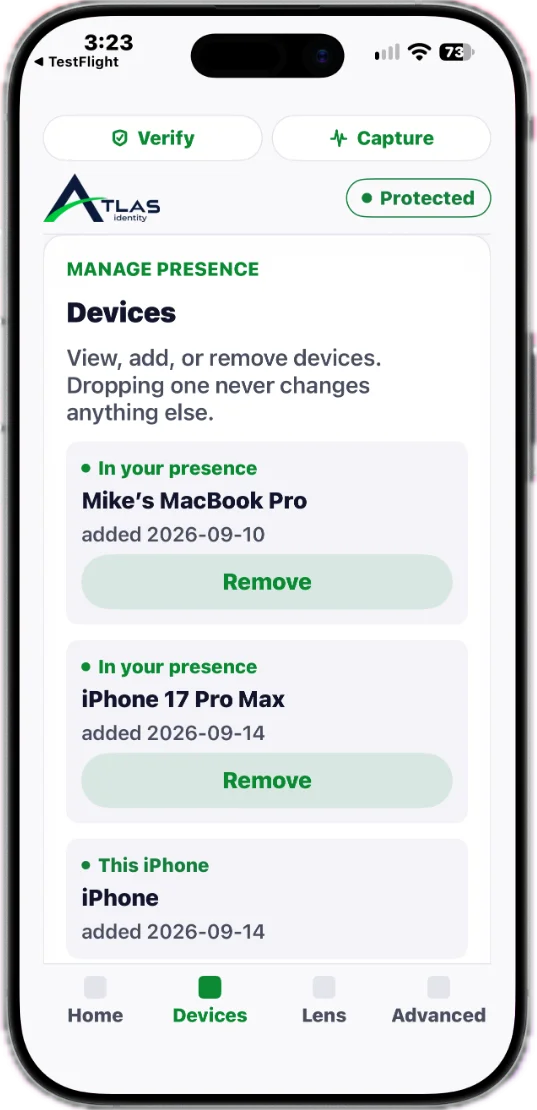 3:23
73
◀ TestFlight
Verify
Capture
ATLAS
identity
Protected
MANAGE PRESENCE
Devices
View, add, or remove devices.
Dropping one never changes
anything else.
In your presence
Mike’s MacBook Pro
added 2026-09-10
Remove
In your presence
iPhone 17 Pro Max
added 2026-09-14
Remove
This iPhone
iPhone
added 2026-09-14
Home
Devices
Lens
Advanced